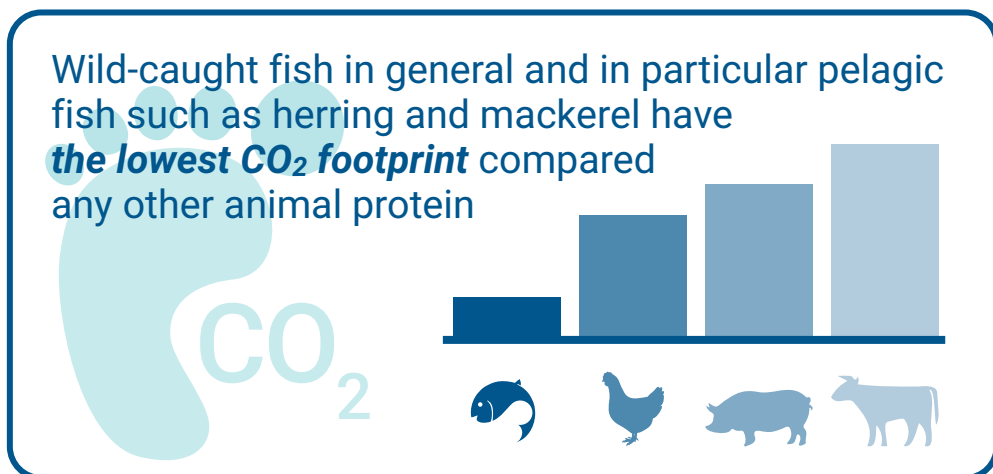 Wild-caught fish in general and in particular pelagic
fish such as herring and mackerel have
the lowest CO₂ footprint compared
any other animal protein
CO₂